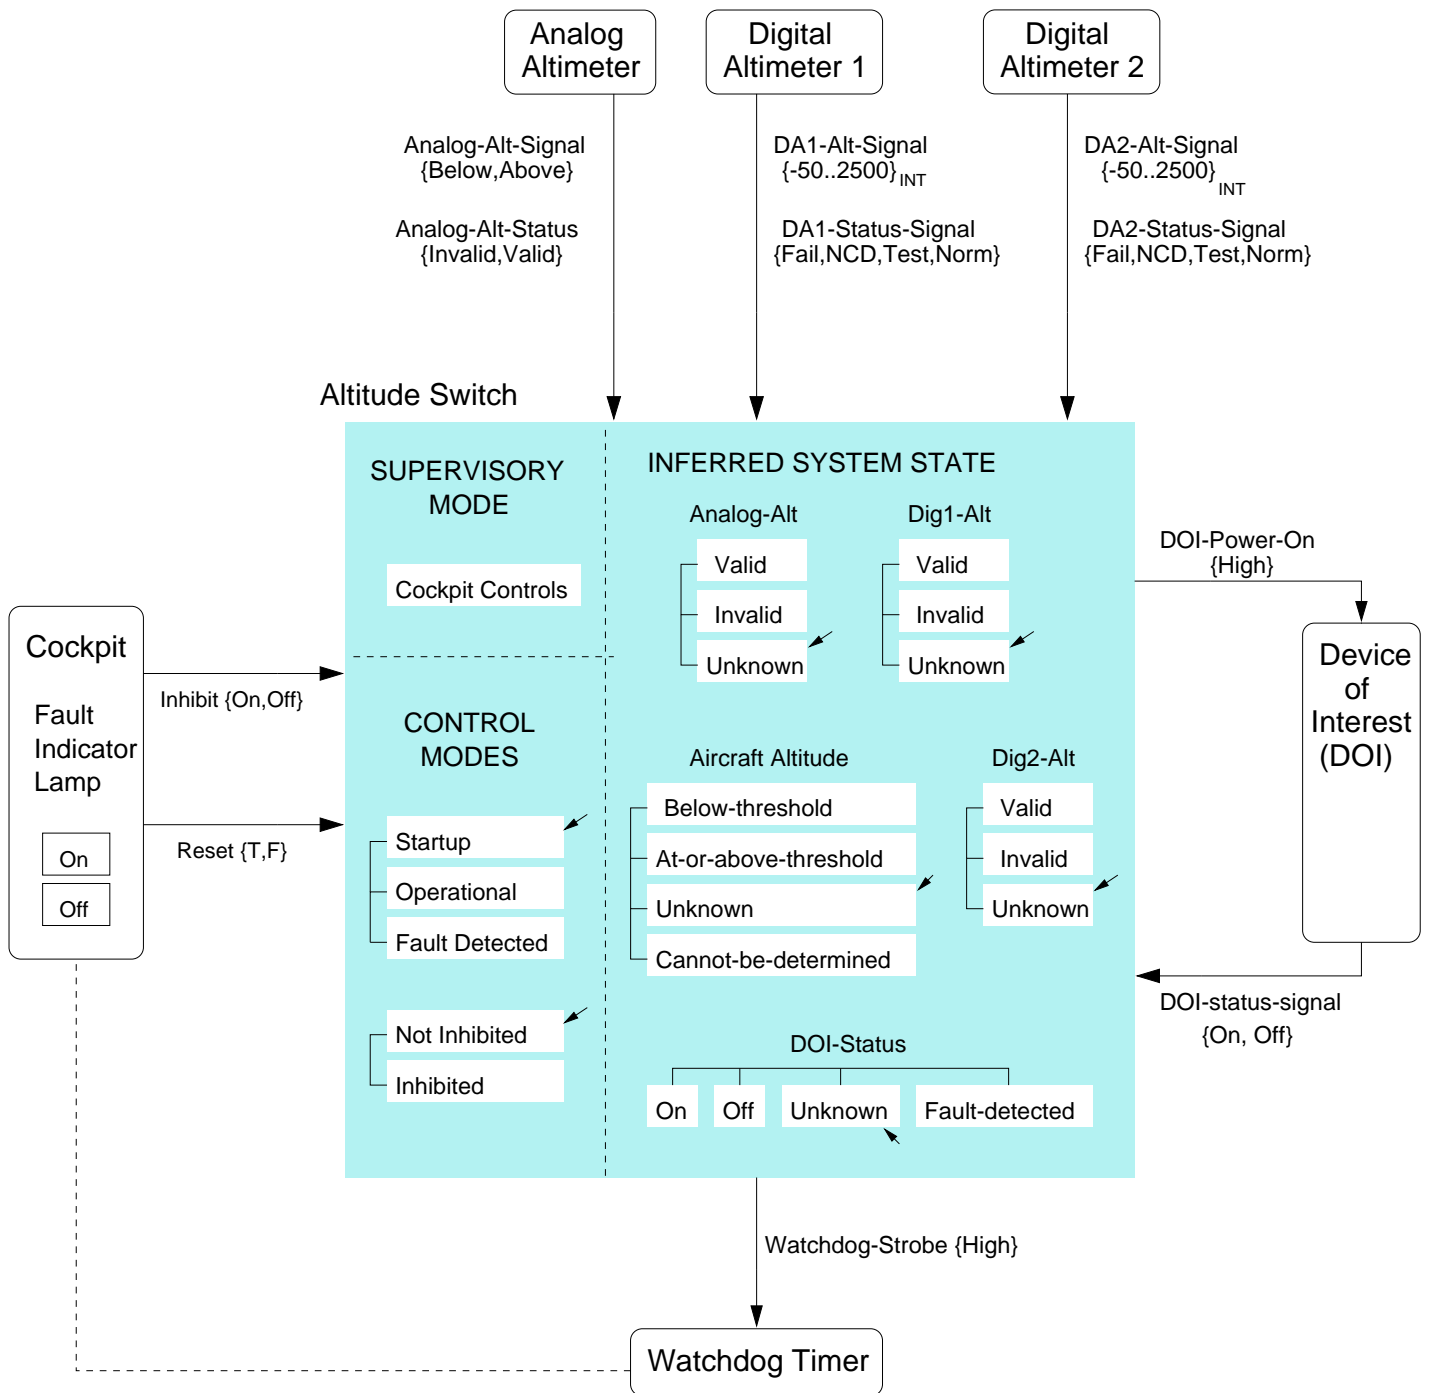 Analog
Altimeter
Digital
Altimeter 1
Digital
Altimeter 2
Analog-Alt-Signal
{Below,Above}
Analog-Alt-Status
{Invalid,Valid}
DA1-Alt-Signal
{-50..2500}INT
DA1-Status-Signal
{Fail,NCD,Test,Norm}
DA2-Alt-Signal
{-50..2500}INT
DA2-Status-Signal
{Fail,NCD,Test,Norm}
Altitude Switch
SUPERVISORY
MODE
Cockpit Controls
INFERRED SYSTEM STATE
Analog-Alt
Valid
Invalid
Unknown
Dig1-Alt
Valid
Invalid
Unknown
DOI-Power-On
{High}
Cockpit
Fault
Indicator
Lamp
On
Off
Inhibit {On,Off}
Reset {T,F}
CONTROL
MODES
Startup
Operational
Fault Detected
Not Inhibited
Inhibited
Aircraft Altitude
Below-threshold
At-or-above-threshold
Unknown
Cannot-be-determined
Dig2-Alt
Valid
Invalid
Unknown
Device
of
Interest
(DOI)
DOI-status-signal
{On, Off}
DOI-Status
On
Off
Unknown
Fault-detected
Watchdog-Strobe {High}
Watchdog Timer